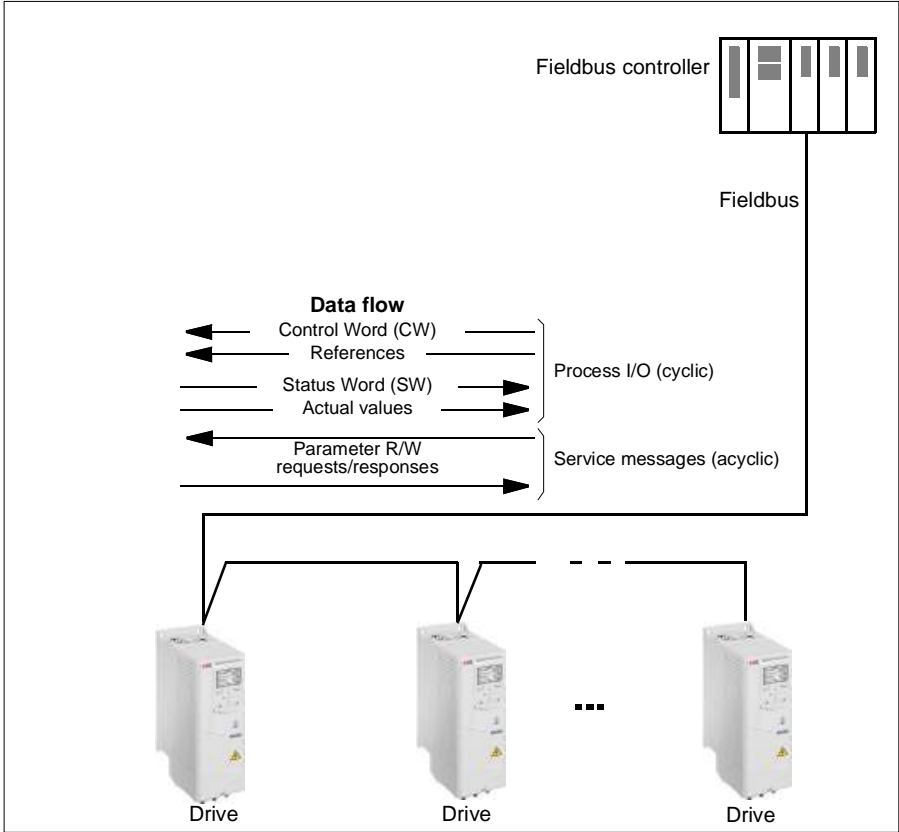 Fieldbus controller
Fieldbus
Data flow
Control Word (CW)
References
Process I/O (cyclic)
Status Word (SW)
Actual values
Parameter R/W
requests/responses
Service messages (acyclic)
Drive
Drive
Drive